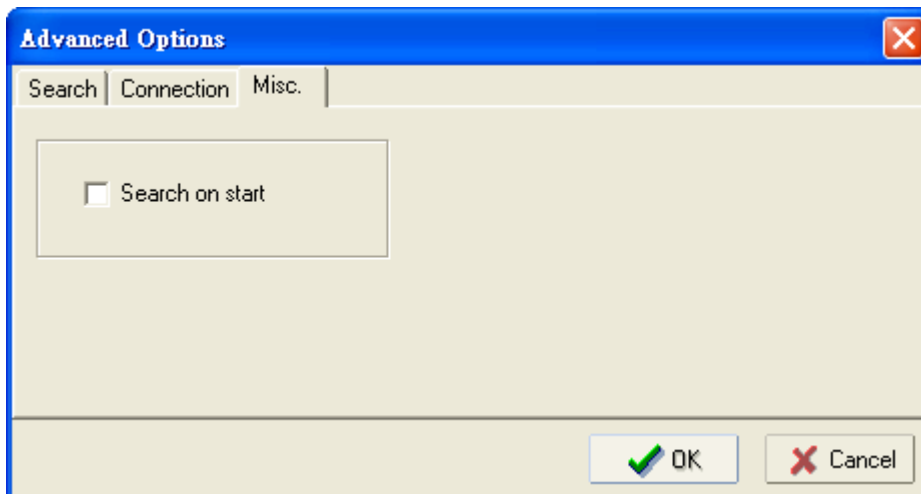 Advanced Options
Search Connection Misc.
Search on start
OK Cancel